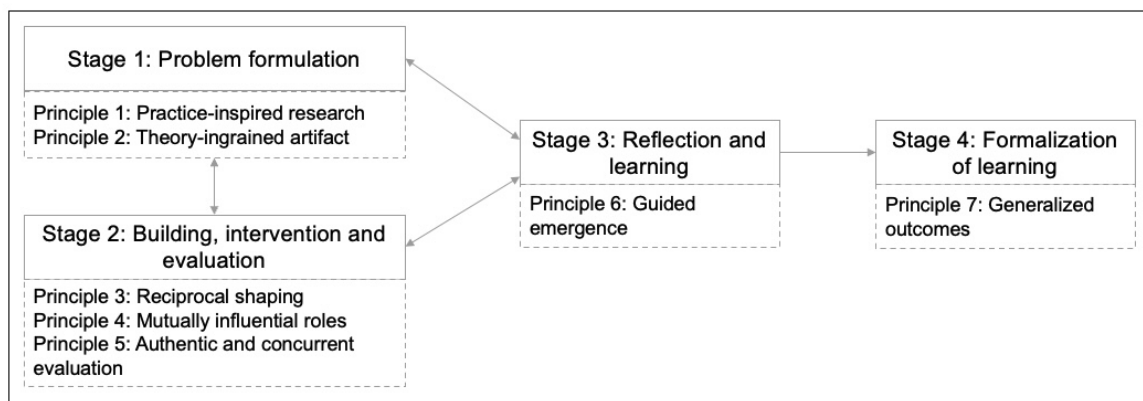 Stage 1: Problem formulation
Principle 1: Practice-inspired research
Principle 2: Theory-ingrained artifact
Stage 2: Building, intervention and
evaluation
Principle 3: Reciprocal shaping
Principle 4: Mutually influential roles
Principle 5: Authentic and concurrent
evaluation
Stage 3: Reflection and
learning
Principle 6: Guided
emergence
Stage 4: Formalization
of learning
Principle 7: Generalized
outcomes